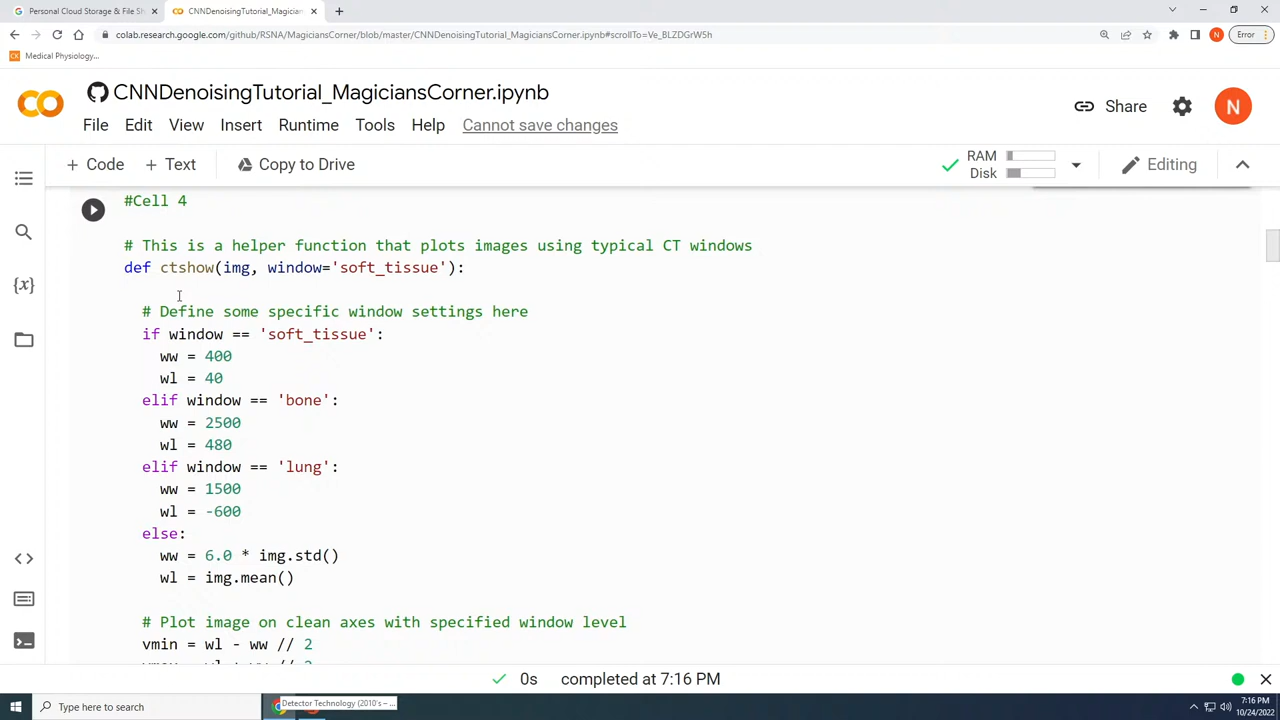 Personal Cloud Storage & File Sh
CNNDenoisingTutorial_Magician
colab.research.google.com/github/RSNA/MagiciansCorner/blob/master/CNNDenoisingTutorial_MagiciansCorner.ipynb#scrollTo=Ve_BLZDGrW5h
N
Error
Medical Physiology...
CNNDenoisingTutorial_MagiciansCorner.ipynb
Share
N
File Edit View Insert Runtime Tools Help Cannot save changes
+ Code + Text Copy to Drive
RAM
Disk
Editing
#Cell 4
# This is a helper function that plots images using typical CT windows
def ctshow(img, window='soft_tissue'):
# Define some specific window settings here
if window == 'soft_tissue':
ww = 400
wl = 40
elif window == 'bone':
ww = 2500
wl = 480
elif window == 'lung':
ww = 1500
wl = -600
else:
ww = 6.0 * img.std()
wl = img.mean()
# Plot image on clean axes with specified window level
vmin = wl - ww // 2
0s completed at 7:16 PM
Type here to search
Detector Technology (2010's – ...
7:16 PM
10/24/2022